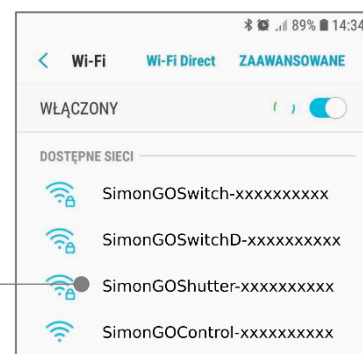 89% 14:34
Wi-Fi Wi-Fi Direct ZAAWANSOWANE
WŁĄCZONY
DOSTĘPNE SIECI
SimonGOSwitch-xxxxxxxxxx
SimonGOSwitchD-xxxxxxxxxx
SimonGOShutter-xxxxxxxxxx
SimonGOControl-xxxxxxxxxx